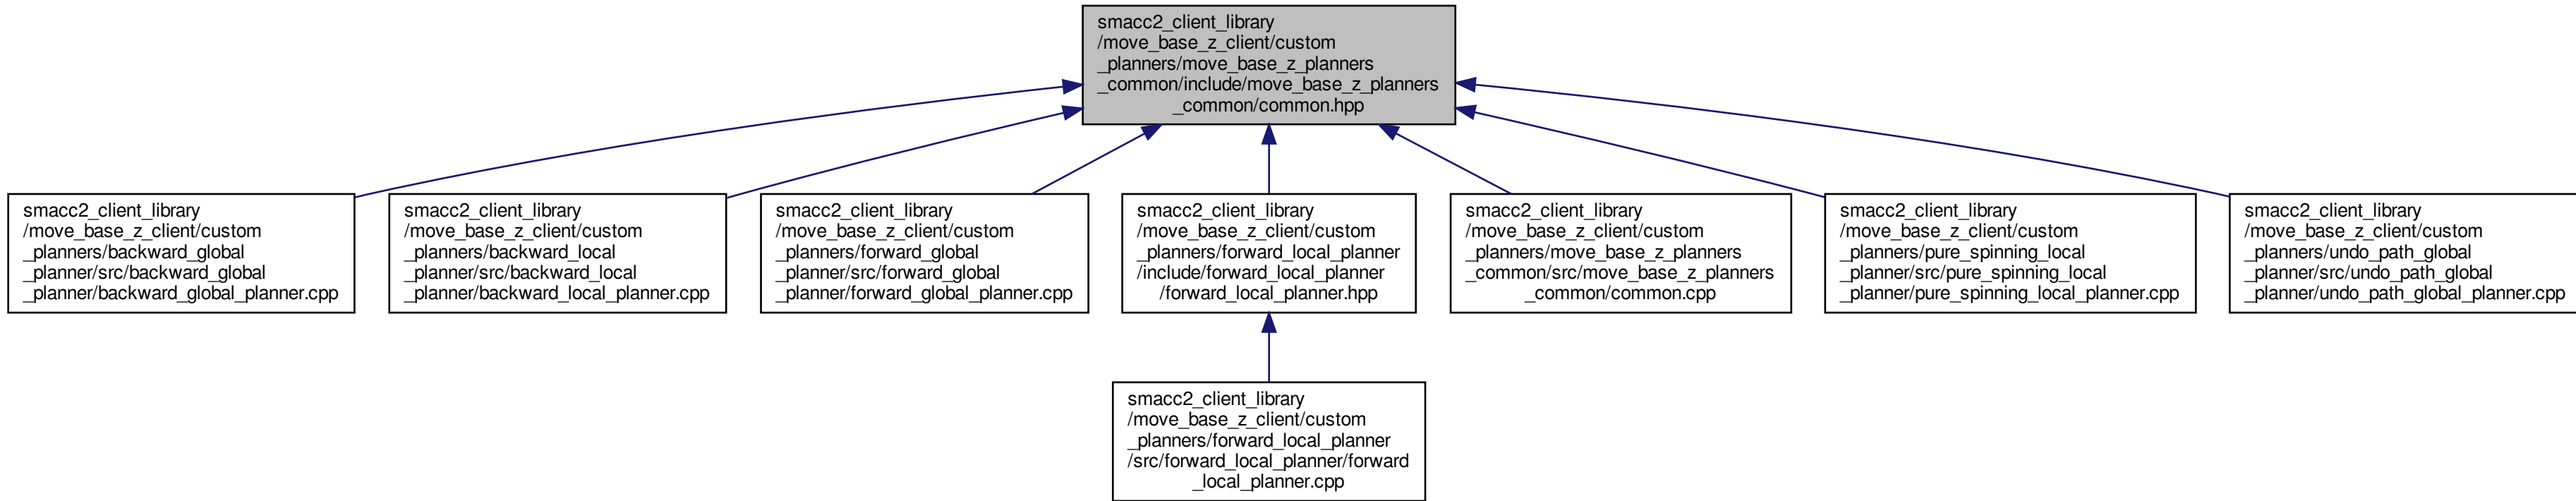 smacc2_client_library
/move_base_z_client/custom
_planners/move_base_z_planners
_common/include/move_base_z_planners
_common/common.hpp
smacc2_client_library
/move_base_z_client/custom
_planners/backward_global
_planner/src/backward_global
_planner/backward_global_planner.cpp
smacc2_client_library
/move_base_z_client/custom
_planners/backward_local
_planner/src/backward_local
_planner/backward_local_planner.cpp
smacc2_client_library
/move_base_z_client/custom
_planners/forward_global
_planner/src/forward_global
_planner/forward_global_planner.cpp
smacc2_client_library
/move_base_z_client/custom
_planners/forward_local_planner
/include/forward_local_planner
/forward_local_planner.hpp
smacc2_client_library
/move_base_z_client/custom
_planners/move_base_z_planners
_common/src/move_base_z_planners
_common/common.cpp
smacc2_client_library
/move_base_z_client/custom
_planners/pure_spinning_local
_planner/src/pure_spinning_local
_planner/pure_spinning_local_planner.cpp
smacc2_client_library
/move_base_z_client/custom
_planners/undo_path_global
_planner/src/undo_path_global
_planner/undo_path_global_planner.cpp
smacc2_client_library
/move_base_z_client/custom
_planners/forward_local_planner
/src/forward_local_planner/forward
_local_planner.cpp